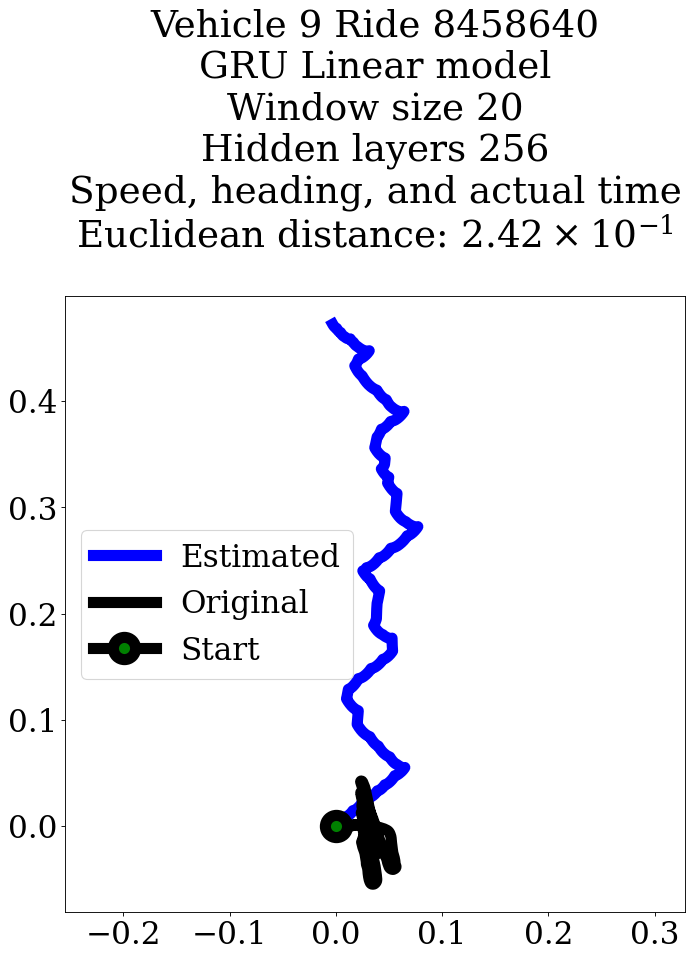 Vehicle 9 Ride 8458640
GRU Linear model
Window size 20
Hidden layers 256
Speed, heading, and actual time
Euclidean distance: 2.42 × 10⁻¹
0.4
0.3
0.2
0.1
0.0
Estimated
Original
Start
−0.2
−0.1
0.0
0.1
0.2
0.3